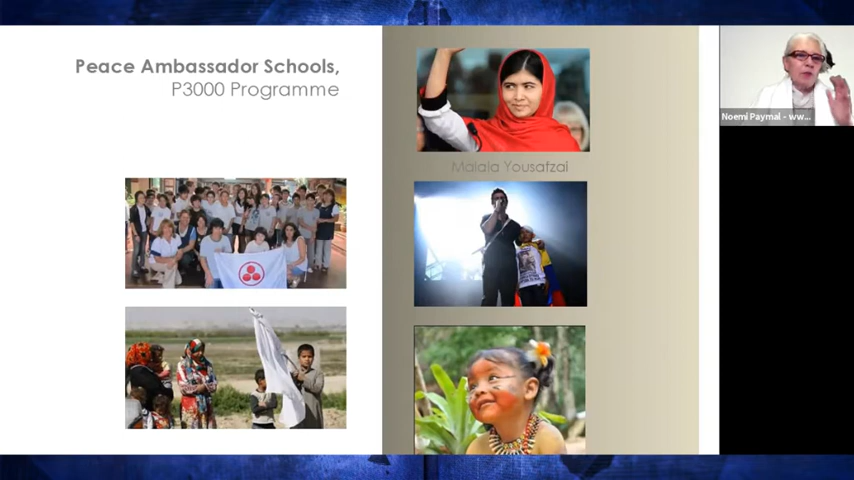 Peace Ambassador Schools,
P3000 Programme
Malala Yousafzai
Noemi Paymal - ww...